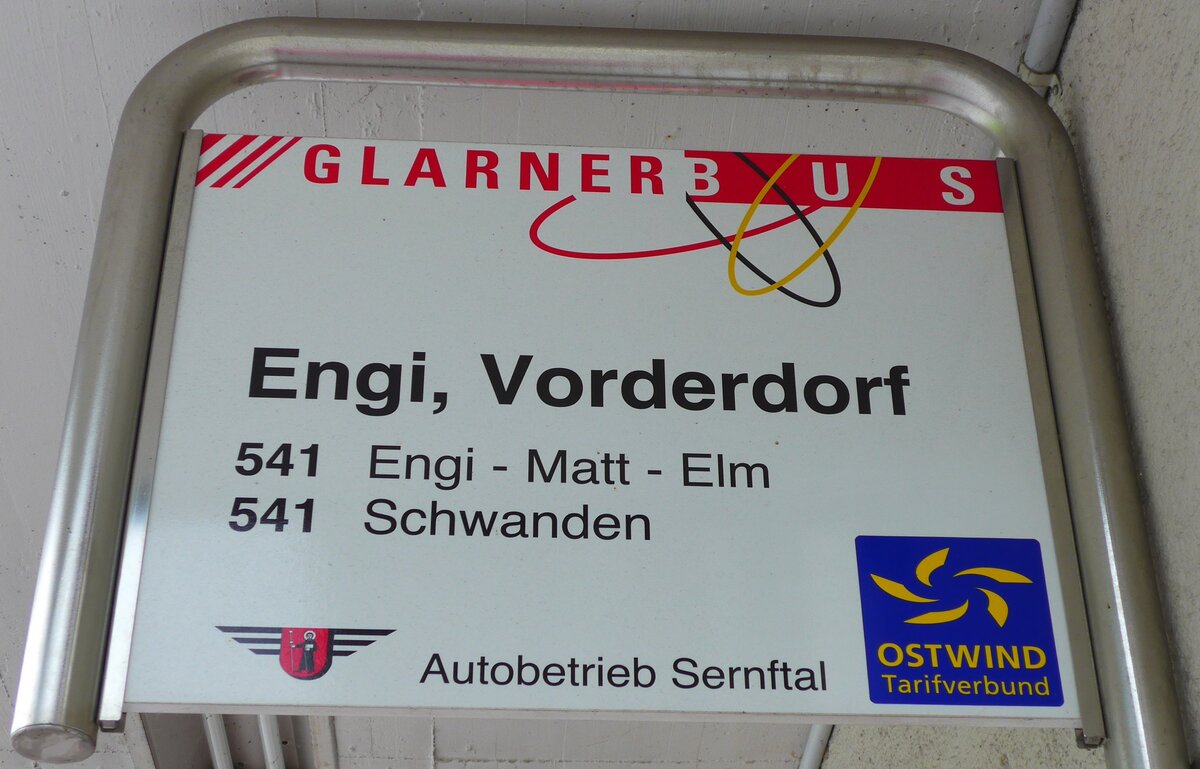 GLARNERBUS
Engi, Vorderdorf
541 Engi - Matt - Elm
541 Schwanden
Autobetrieb Sernftal
OSTWIND
Tarifverbund